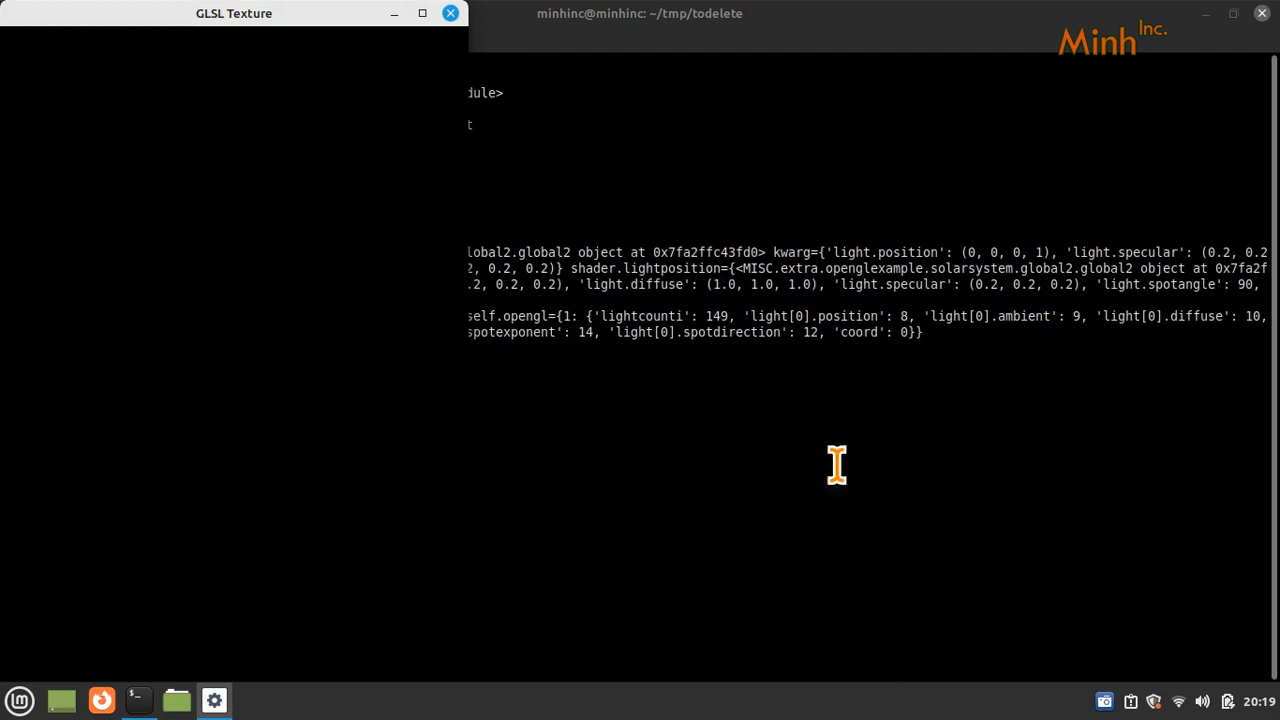 GLSL Texture
minhinc@minhinc: ~/tmp/todelete
Minh Inc.
dule>
t
lobal2.global2 object at 0x7fa2ffc43fd0> kwarg={'light.position': (0, 0, 0, 1), 'light.specular': (0.2, 0.2
2, 0.2, 0.2)} shader.lightposition={<MISC.extra.openglexample.solarsystem.global2.global2 object at 0x7fa2f
.2, 0.2, 0.2), 'light.diffuse': (1.0, 1.0, 1.0), 'light.specular': (0.2, 0.2, 0.2), 'light.spotangle': 90,
self.opengl={1: {'lightcounti': 149, 'light[0].position': 8, 'light[0].ambient': 9, 'light[0].diffuse': 10,
spotexponent': 14, 'light[0].spotdirection': 12, 'coord': 0}}
20:19